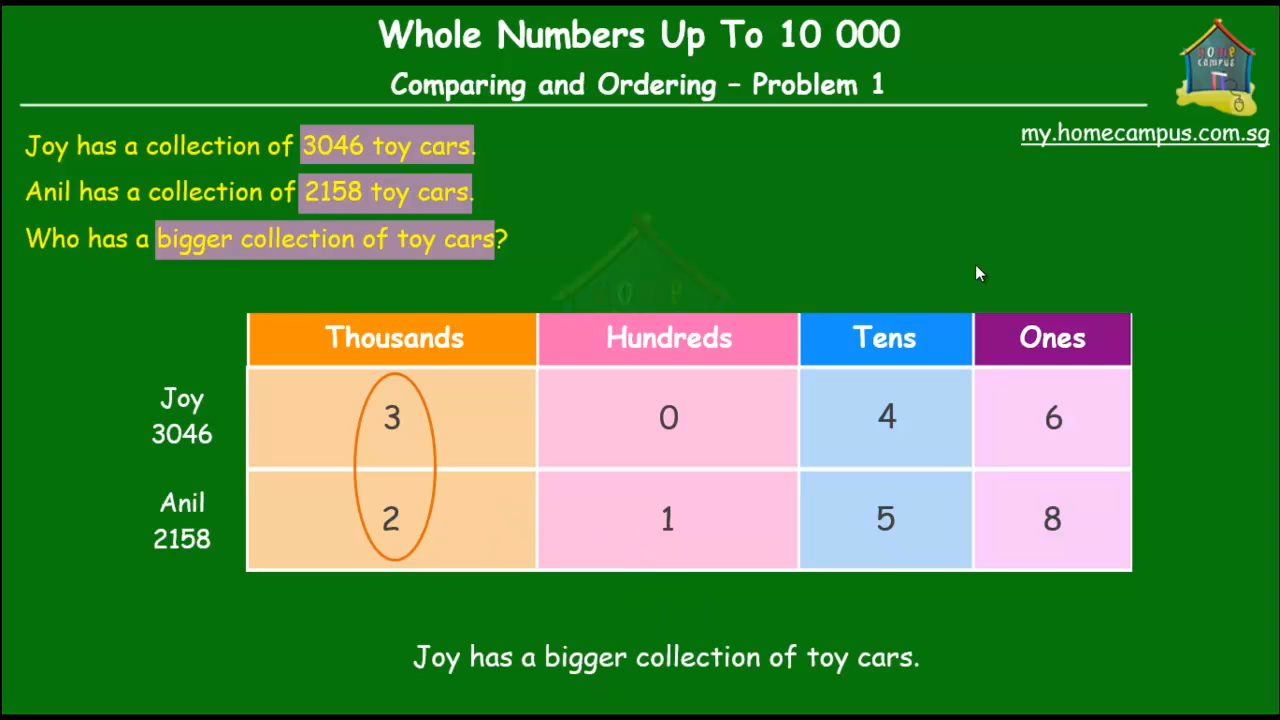 Whole Numbers Up To 10 000
Comparing and Ordering – Problem 1
home
campus
my.homecampus.com.sg
Joy has a collection of 3046 toy cars.
Anil has a collection of 2158 toy cars.
Who has a bigger collection of toy cars?
Thousands Hundreds Tens Ones
Joy
3046
3 0 4 6
Anil
2158
2 1 5 8
Joy has a bigger collection of toy cars.